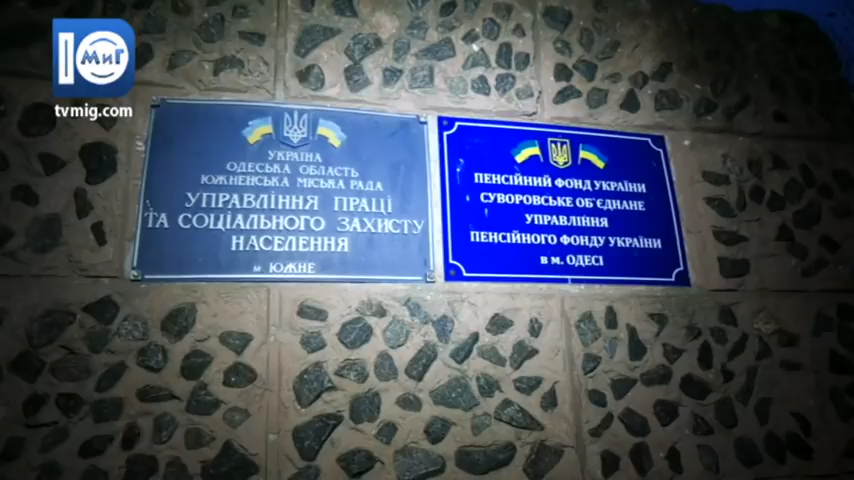 10 МиГ
tvmig.com
УКРАЇНА
ОДЕСЬКА ОБЛАСТЬ
ЮЖНЕНСЬКА МІСЬКА РАДА
УПРАВЛІННЯ ПРАЦІ
ТА СОЦІАЛЬНОГО ЗАХИСТУ
НАСЕЛЕННЯ
м ЮЖНЕ
ПЕНСІЙНИЙ ФОНД УКРАЇНИ
СУВОРОВСЬКЕ ОБ'ЄДНАНЕ
УПРАВЛІННЯ
ПЕНСІЙНОГО ФОНДУ УКРАЇНИ
В м. ОДЕСІ